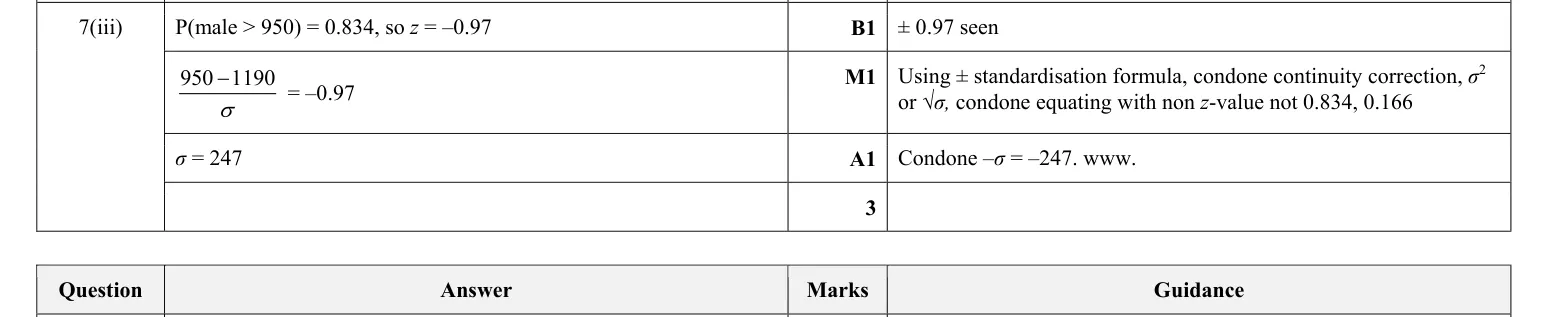 7(iii) P(male > 950) = 0.834, so z = –0.97 B1 ± 0.97 seen
950 – 1190 / σ = –0.97 M1 Using ± standardisation formula, condone continuity correction, σ²
or √σ, condone equating with non z-value not 0.834, 0.166
σ = 247 A1 Condone –σ = –247. www.
3
Question Answer Marks Guidance